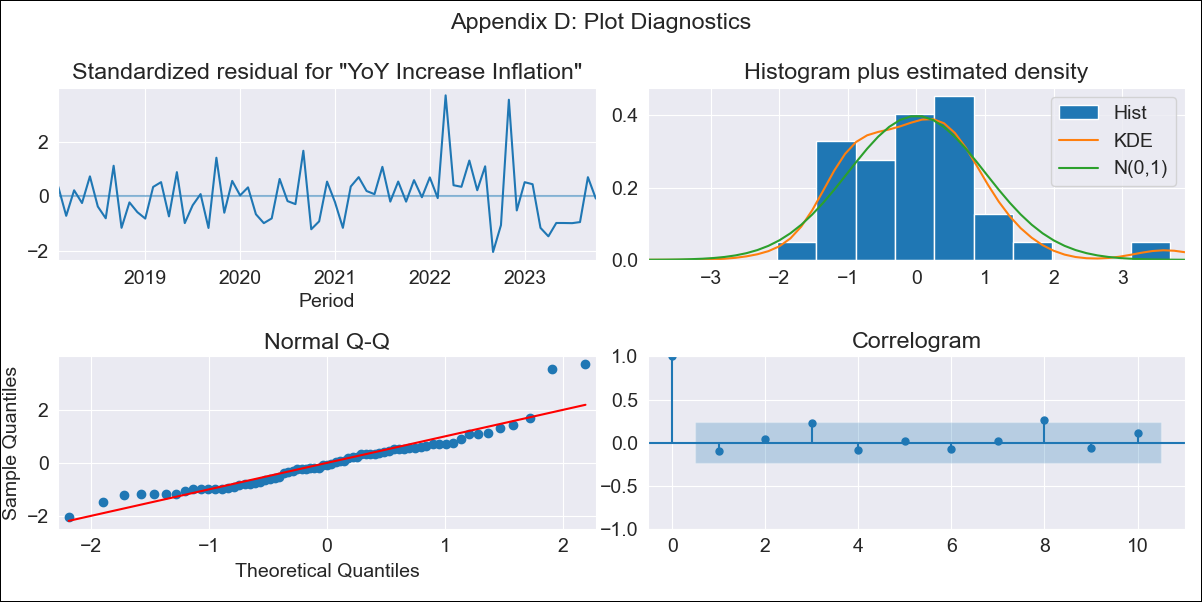 Appendix D: Plot Diagnostics
Standardized residual for "YoY Increase Inflation"
2
0
−2
2019 2020 2021 2022 2023
Period
Histogram plus estimated density
0.4
0.2
0.0
−3 −2 −1 0 1 2 3
Hist
KDE
N(0,1)
Normal Q-Q
Sample Quantiles
2
0
−2
−2 −1 0 1 2
Theoretical Quantiles
Correlogram
1.0
0.5
0.0
−0.5
−1.0
0 2 4 6 8 10